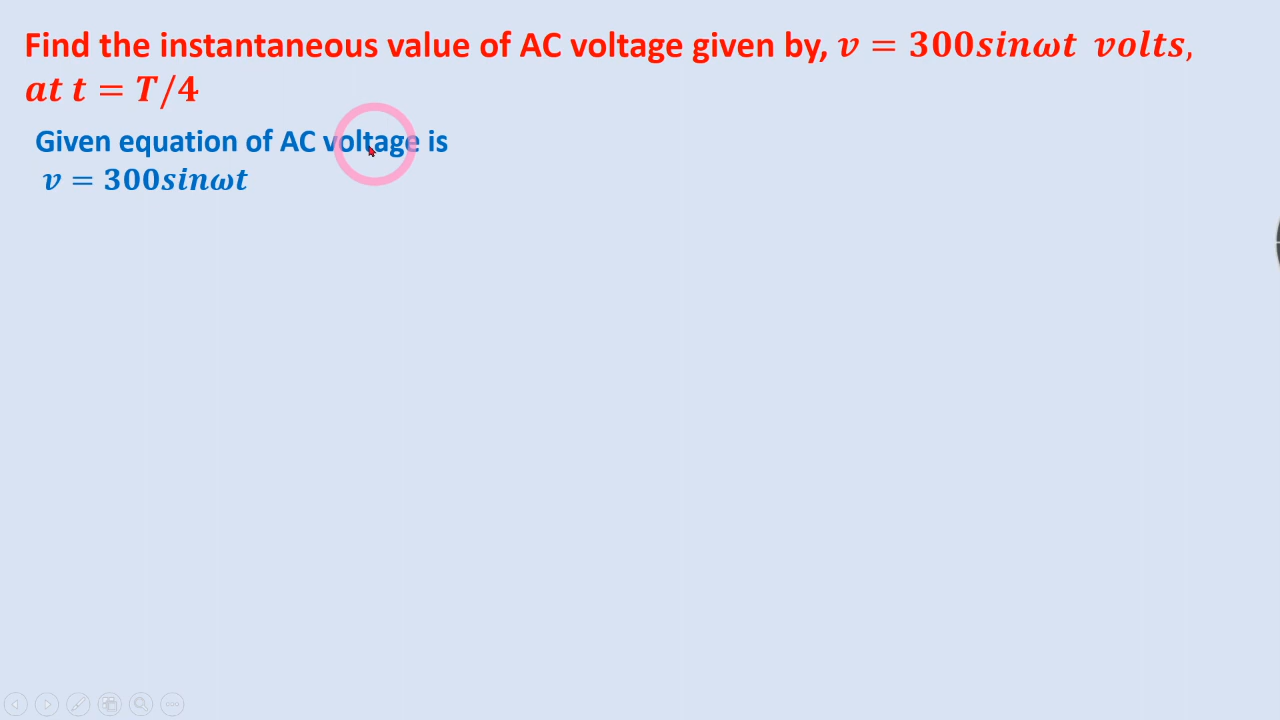 Find the instantaneous value of AC voltage given by, v = 300sinωt volts,
at t = T/4
Given equation of AC voltage is
v = 300sinωt